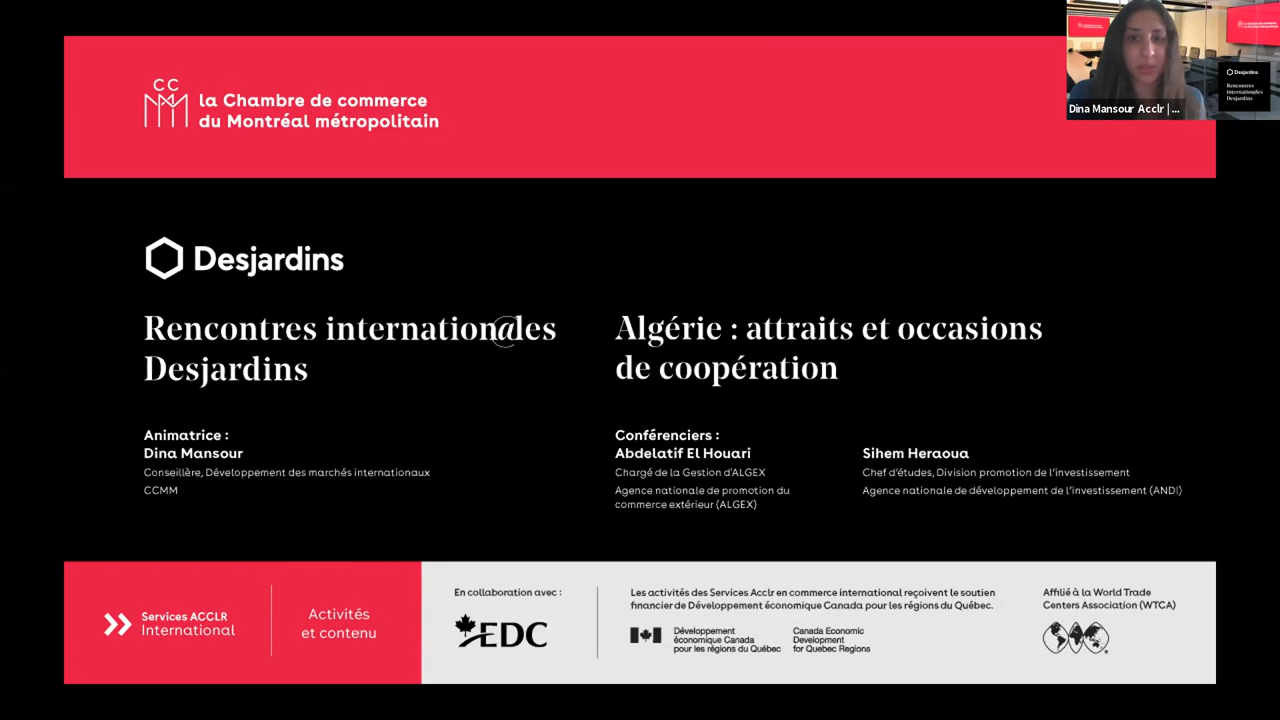 CC
la Chambre de commerce
du Montréal métropolitain
Dina Mansour Acclr | ...
Desjardins
Rencontres
internation@les
Desjardins
Desjardins
Rencontres internation@les
Desjardins
Algérie : attraits et occasions
de coopération
Animatrice :
Dina Mansour
Conseillère, Développement des marchés internationaux
CCMM
Conférenciers :
Abdelatif El Houari
Chargé de la Gestion d'ALGEX
Agence nationale de promotion du
commerce extérieur (ALGEX)
Sihem Heraoua
Chef d'études, Division promotion de l'investissement
Agence nationale de développement de l'investissement (ANDI)
Services ACCLR
International
Activités
et contenu
En collaboration avec :
EDC
Les activités des Services Acclr en commerce international reçoivent le soutien
financier de Développement économique Canada pour les régions du Québec.
Développement
économique Canada
pour les régions du Québec
Canada Economic
Development
for Quebec Regions
Affilié à la World Trade
Centers Association (WTCA)